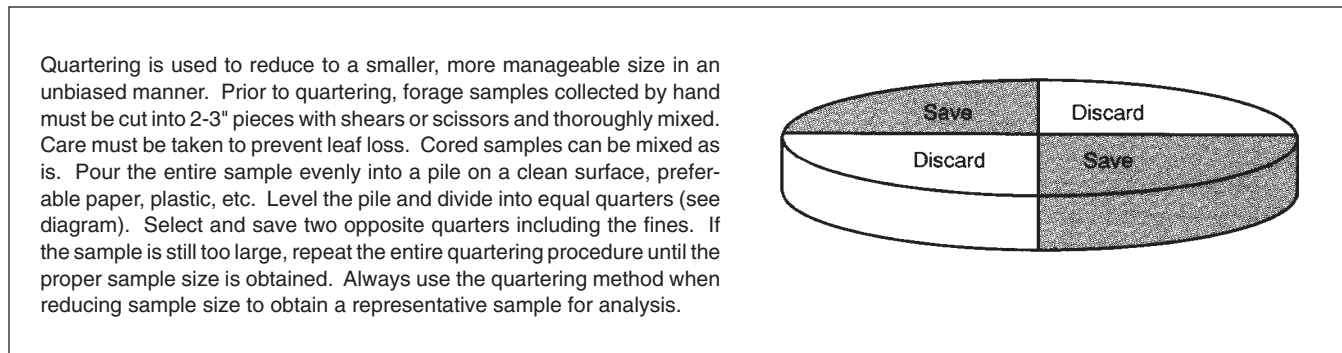 Quartering is used to reduce to a smaller, more manageable size in an
unbiased manner. Prior to quartering, forage samples collected by hand
must be cut into 2-3" pieces with shears or scissors and thoroughly mixed.
Care must be taken to prevent leaf loss. Cored samples can be mixed as
is. Pour the entire sample evenly into a pile on a clean surface, prefer-
able paper, plastic, etc. Level the pile and divide into equal quarters (see
diagram). Select and save two opposite quarters including the fines. If
the sample is still too large, repeat the entire quartering procedure until the
proper sample size is obtained. Always use the quartering method when
reducing sample size to obtain a representative sample for analysis.
Save Discard
Discard Save